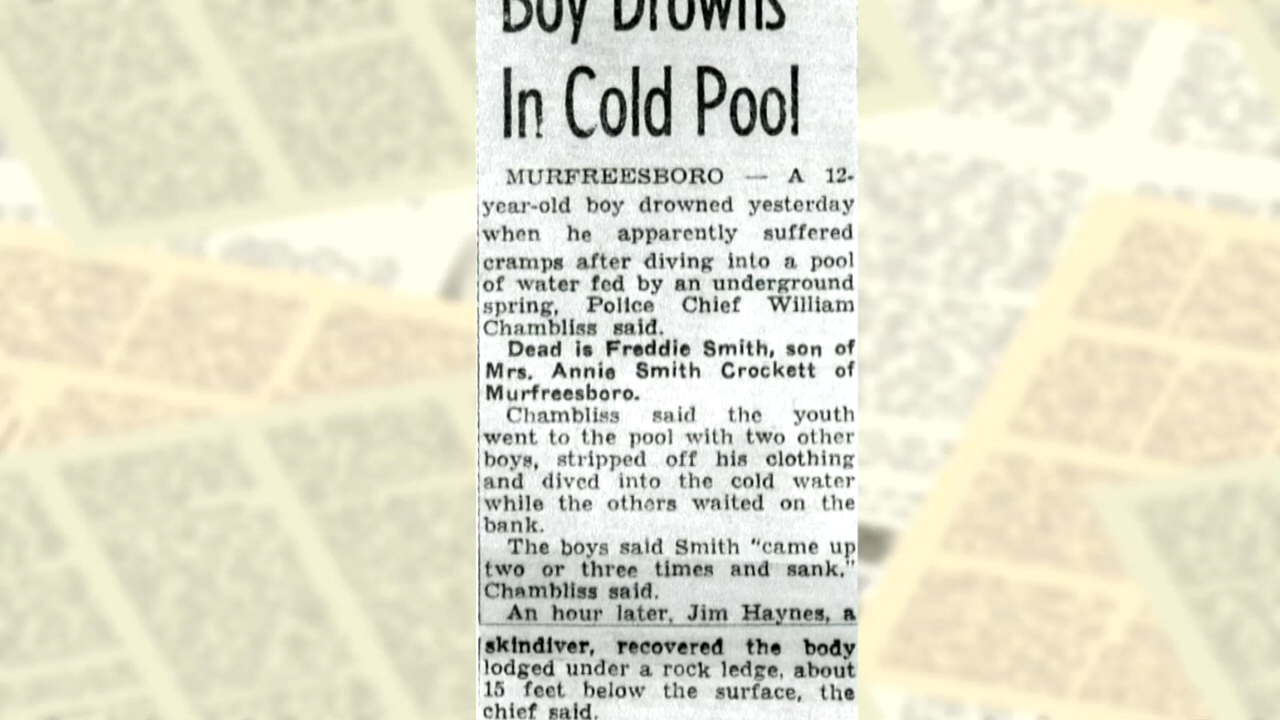 Boy Drowns
In Cold Pool
MURFREESBORO — A 12-
year-old boy drowned yesterday
when he apparently suffered
cramps after diving into a pool
of water fed by an underground
spring, Police Chief William
Chambliss said.
Dead is Freddie Smith, son of
Mrs. Annie Smith Crockett of
Murfreesboro.
Chambliss said the youth
went to the pool with two other
boys, stripped off his clothing
and dived into the cold water
while the others waited on the
bank.
The boys said Smith "came up
two or three times and sank,"
Chambliss said.
An hour later, Jim Haynes, a
skindiver, recovered the body
lodged under a rock ledge, about
15 feet below the surface, the
chief said.